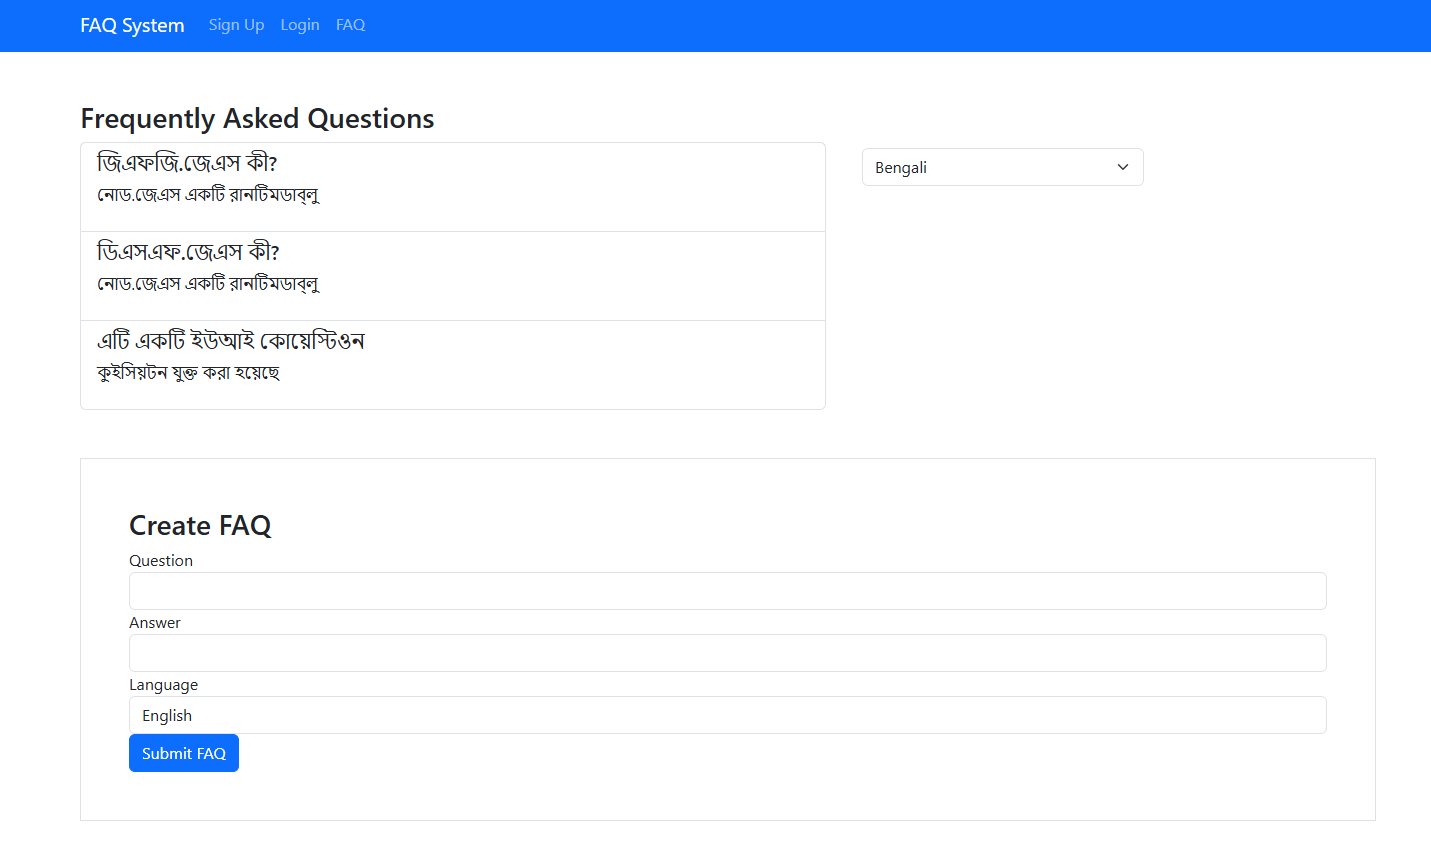 FAQ System Sign Up Login FAQ
Frequently Asked Questions
জিএফজি.জেএস কী?
নোড.জেএস একটি রানটিমডাব্লু
Bengali
ডিএসএফ.জেএস কী?
নোড.জেএস একটি রানটিমডাব্লু
এটি একটি ইউআই কোয়েস্টিওন
কুইসিয়টন যুক্ত করা হয়েছে
Create FAQ
Question
Answer
Language
English
Submit FAQ